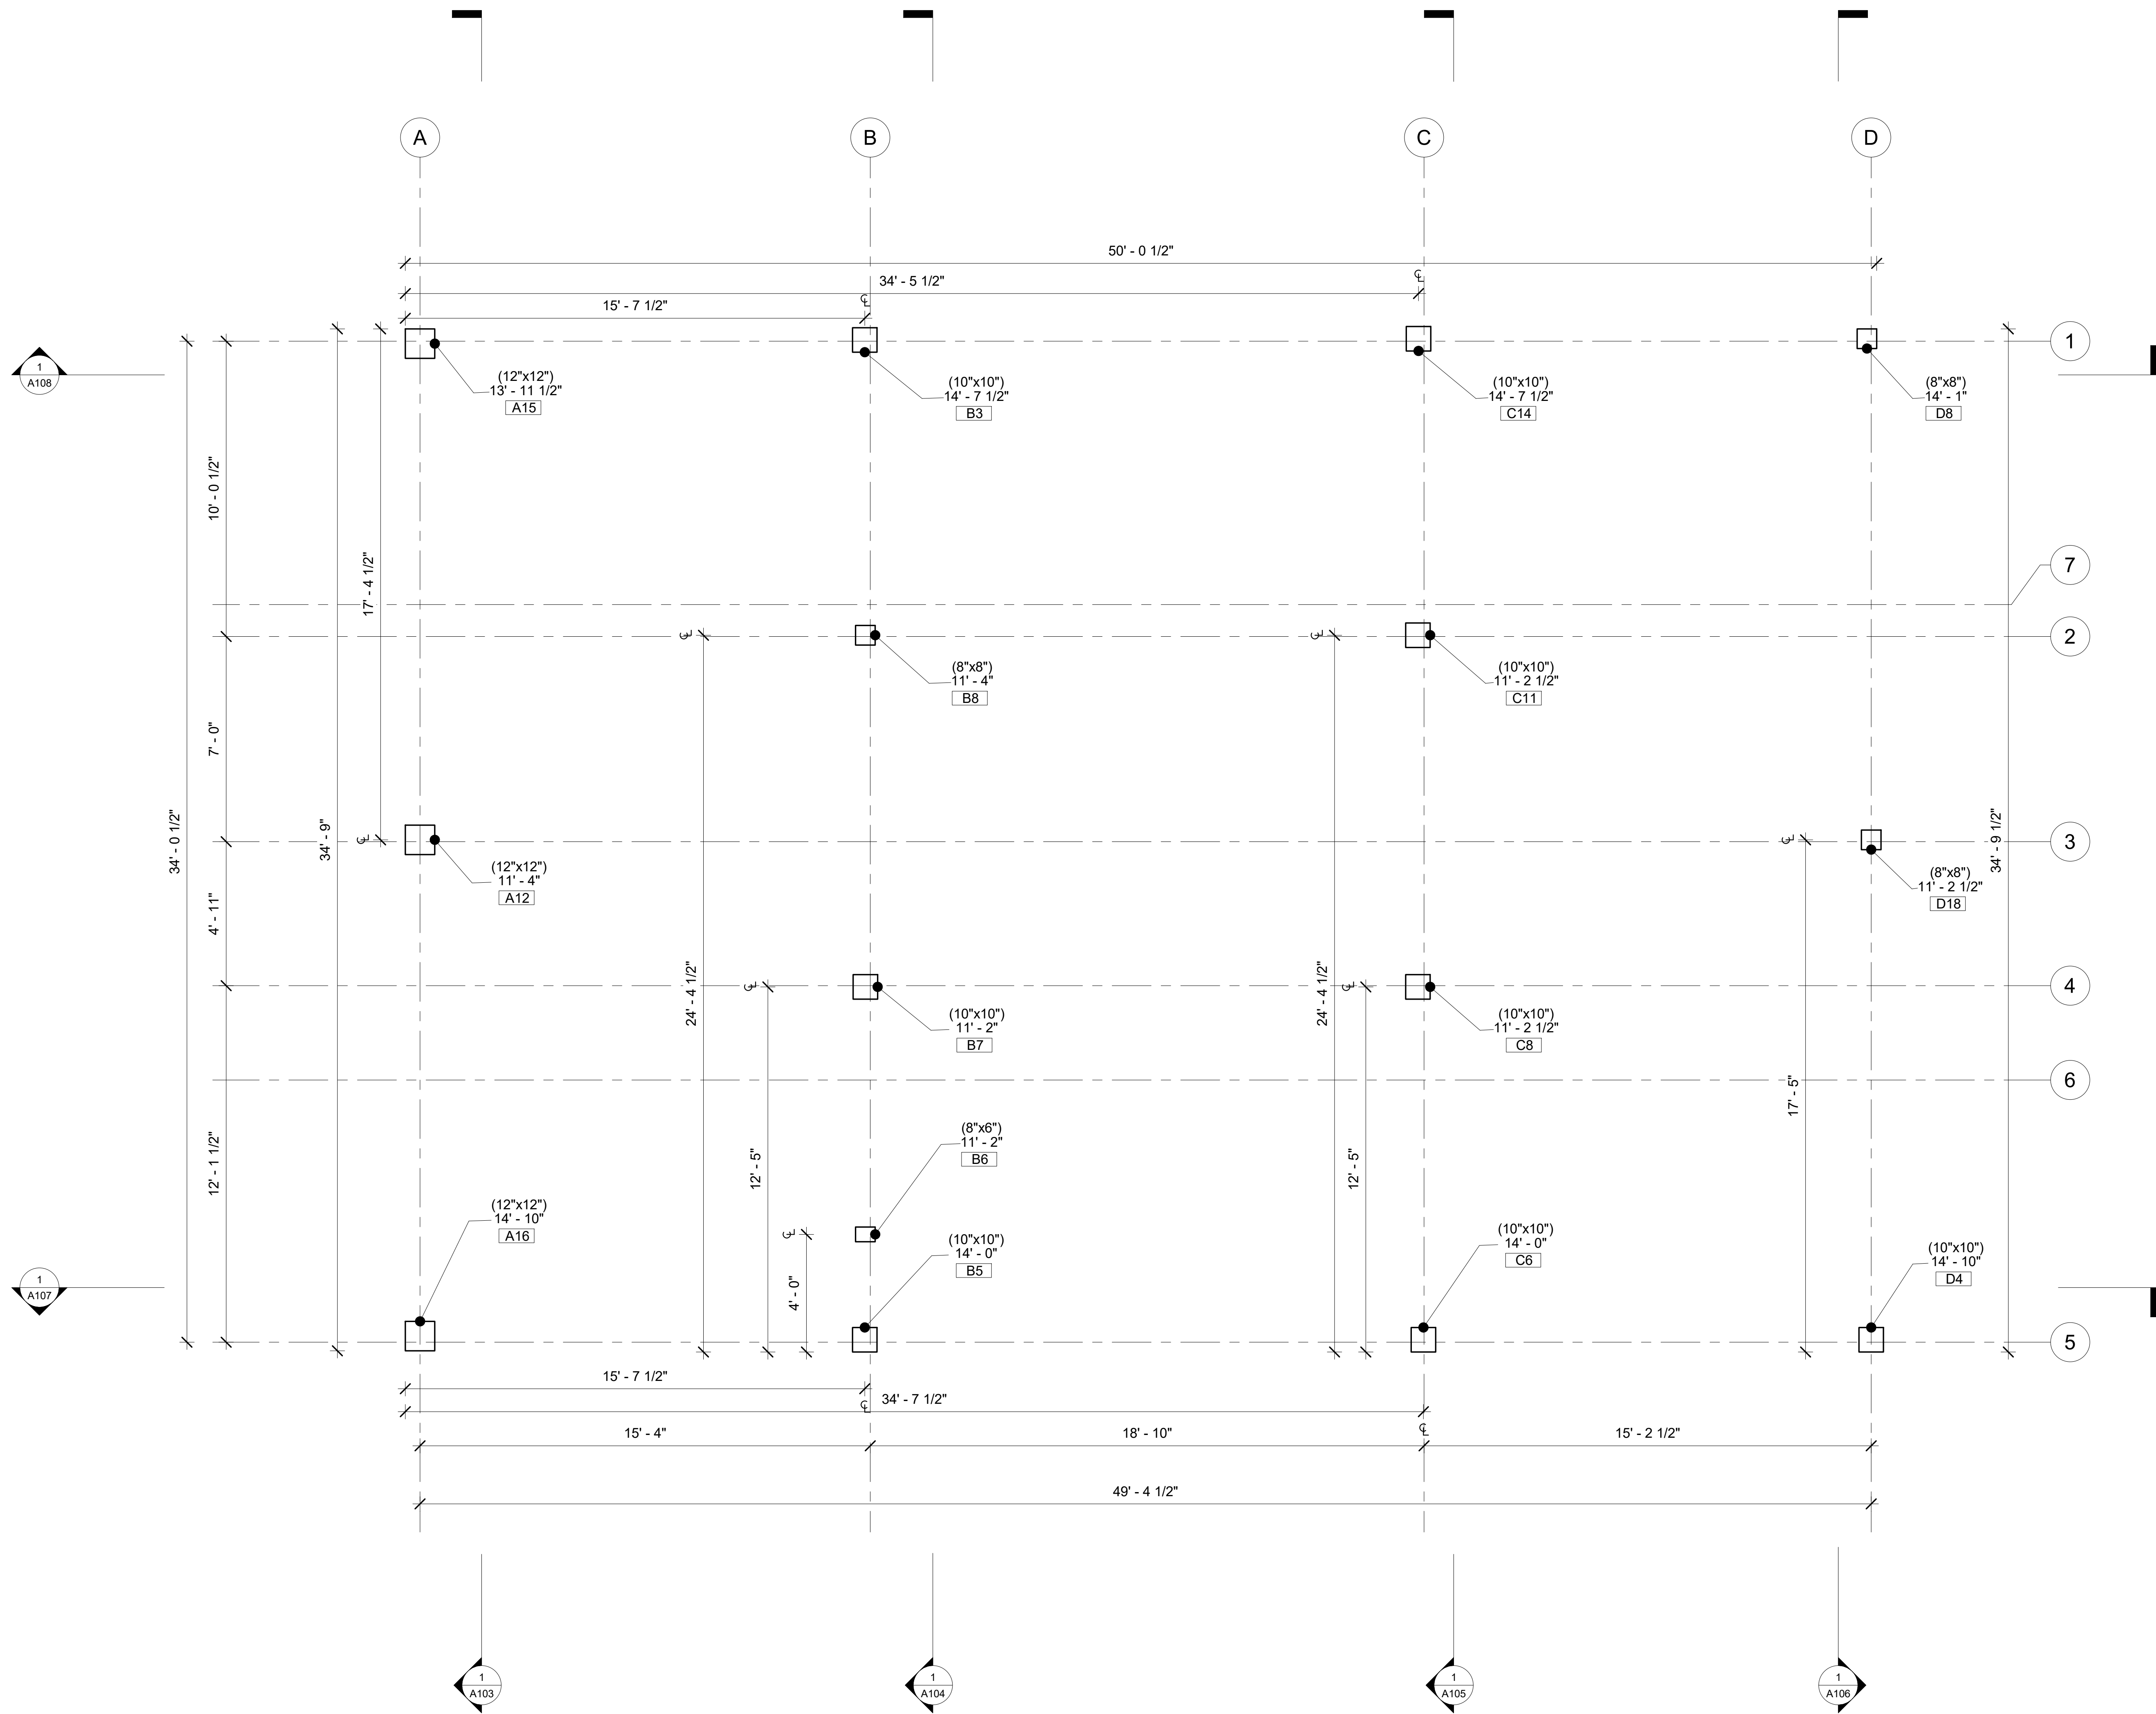 A
B
C
D
50' - 0 1/2"
34' - 5 1/2"
℄
15' - 7 1/2"
℄
1
1
A108
(12"x12")
13' - 11 1/2"
A15
(10"x10")
14' - 7 1/2"
B3
(10"x10")
14' - 7 1/2"
C14
(8"x8")
14' - 1"
D8
10' - 0 1/2"
17' - 4 1/2"
7
℄
℄
2
(8"x8")
11' - 4"
B8
(10"x10")
11' - 2 1/2"
C11
7' - 0"
34' - 0 1/2"
34' - 9"
℄
℄
3
34' - 9 1/2"
(12"x12")
11' - 4"
A12
(8"x8")
11' - 2 1/2"
D18
4' - 11"
24' - 4 1/2"
℄
24' - 4 1/2"
℄
4
(10"x10")
11' - 2"
B7
(10"x10")
11' - 2 1/2"
C8
6
17' - 5"
12' - 1 1/2"
12' - 5"
12' - 5"
(8"x6")
11' - 2"
B6
(12"x12")
14' - 10"
A16
℄
(10"x10")
14' - 0"
B5
(10"x10")
14' - 0"
C6
(10"x10")
14' - 10"
D4
4' - 0"
1
A107
5
15' - 7 1/2"
℄
34' - 7 1/2"
℄
15' - 4"
18' - 10"
15' - 2 1/2"
49' - 4 1/2"
1
A103
1
A104
1
A105
1
A106